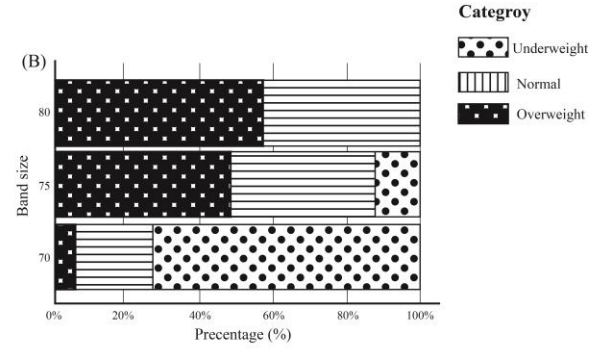 Categroy
Underweight
Normal
Overweight
(B)
80
75
70
Band size
0% 20% 40% 60% 80% 100%
Precentage (%)